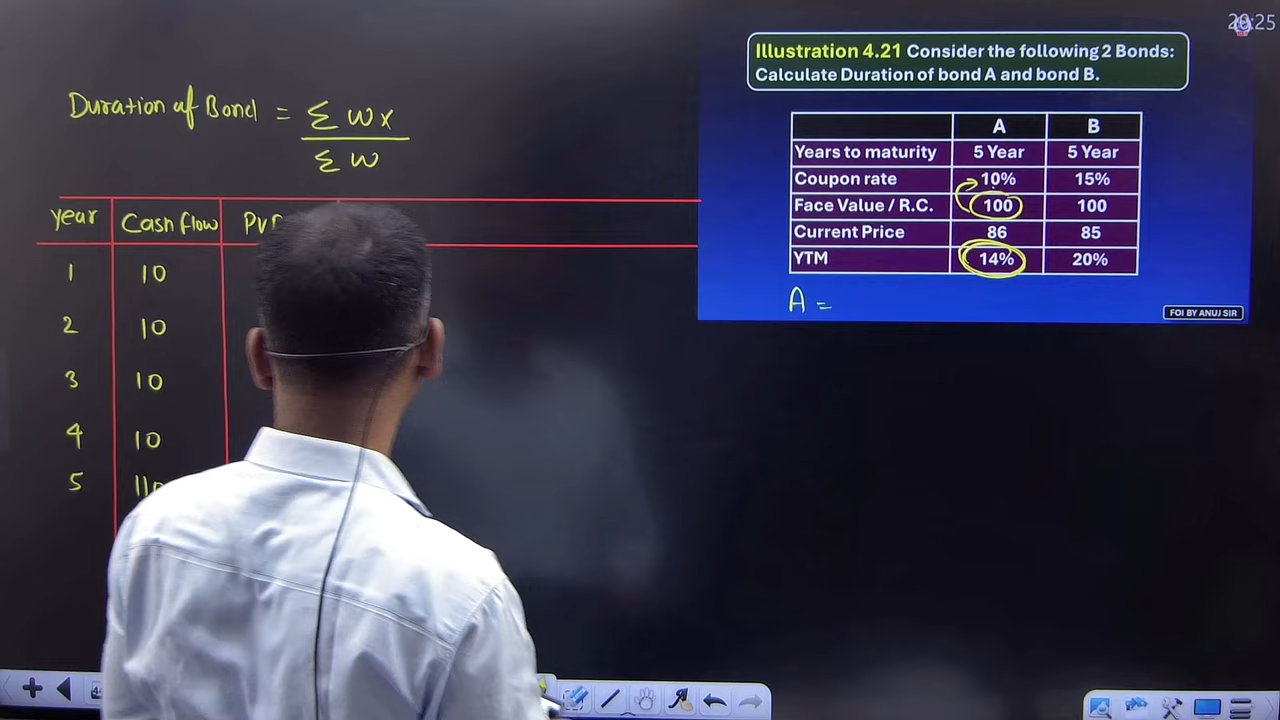 20:25
Illustration 4.21 Consider the following 2 Bonds:
Calculate Duration of bond A and bond B.
Duration of Bond = Σ wx
Σ w
A B
Years to maturity 5 Year 5 Year
Coupon rate 10% 15%
Face Value / R.C. 100 100
Current Price 86 85
YTM 14% 20%
A =
FOI BY ANUJ SIR
year Cash flow
1 10
2 10
3 10
4 10
5 110